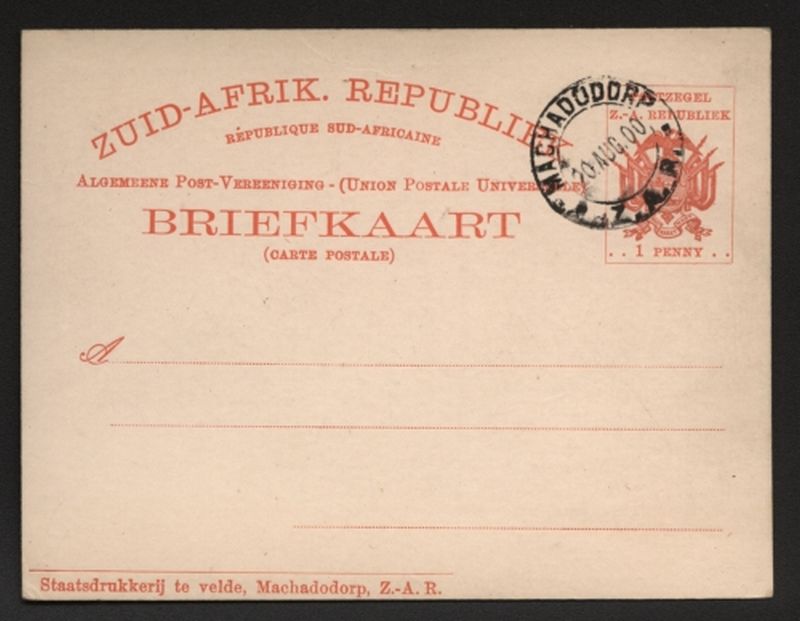 ZUID-AFRIK. REPUBLIEK
RÉPUBLIQUE SUD-AFRICAINE
ALGEMEENE POST-VEREENIGING - (UNION POSTALE UNIVERSELLE)
BRIEFKAART
(CARTE POSTALE)
MACHADODORP
20 AUG. 00
Z.A.R.
Z.-A. REPUBLIEK
. . 1 PENNY . .
A
Staatsdrukkerij te velde, Machadodorp, Z.-A. R.